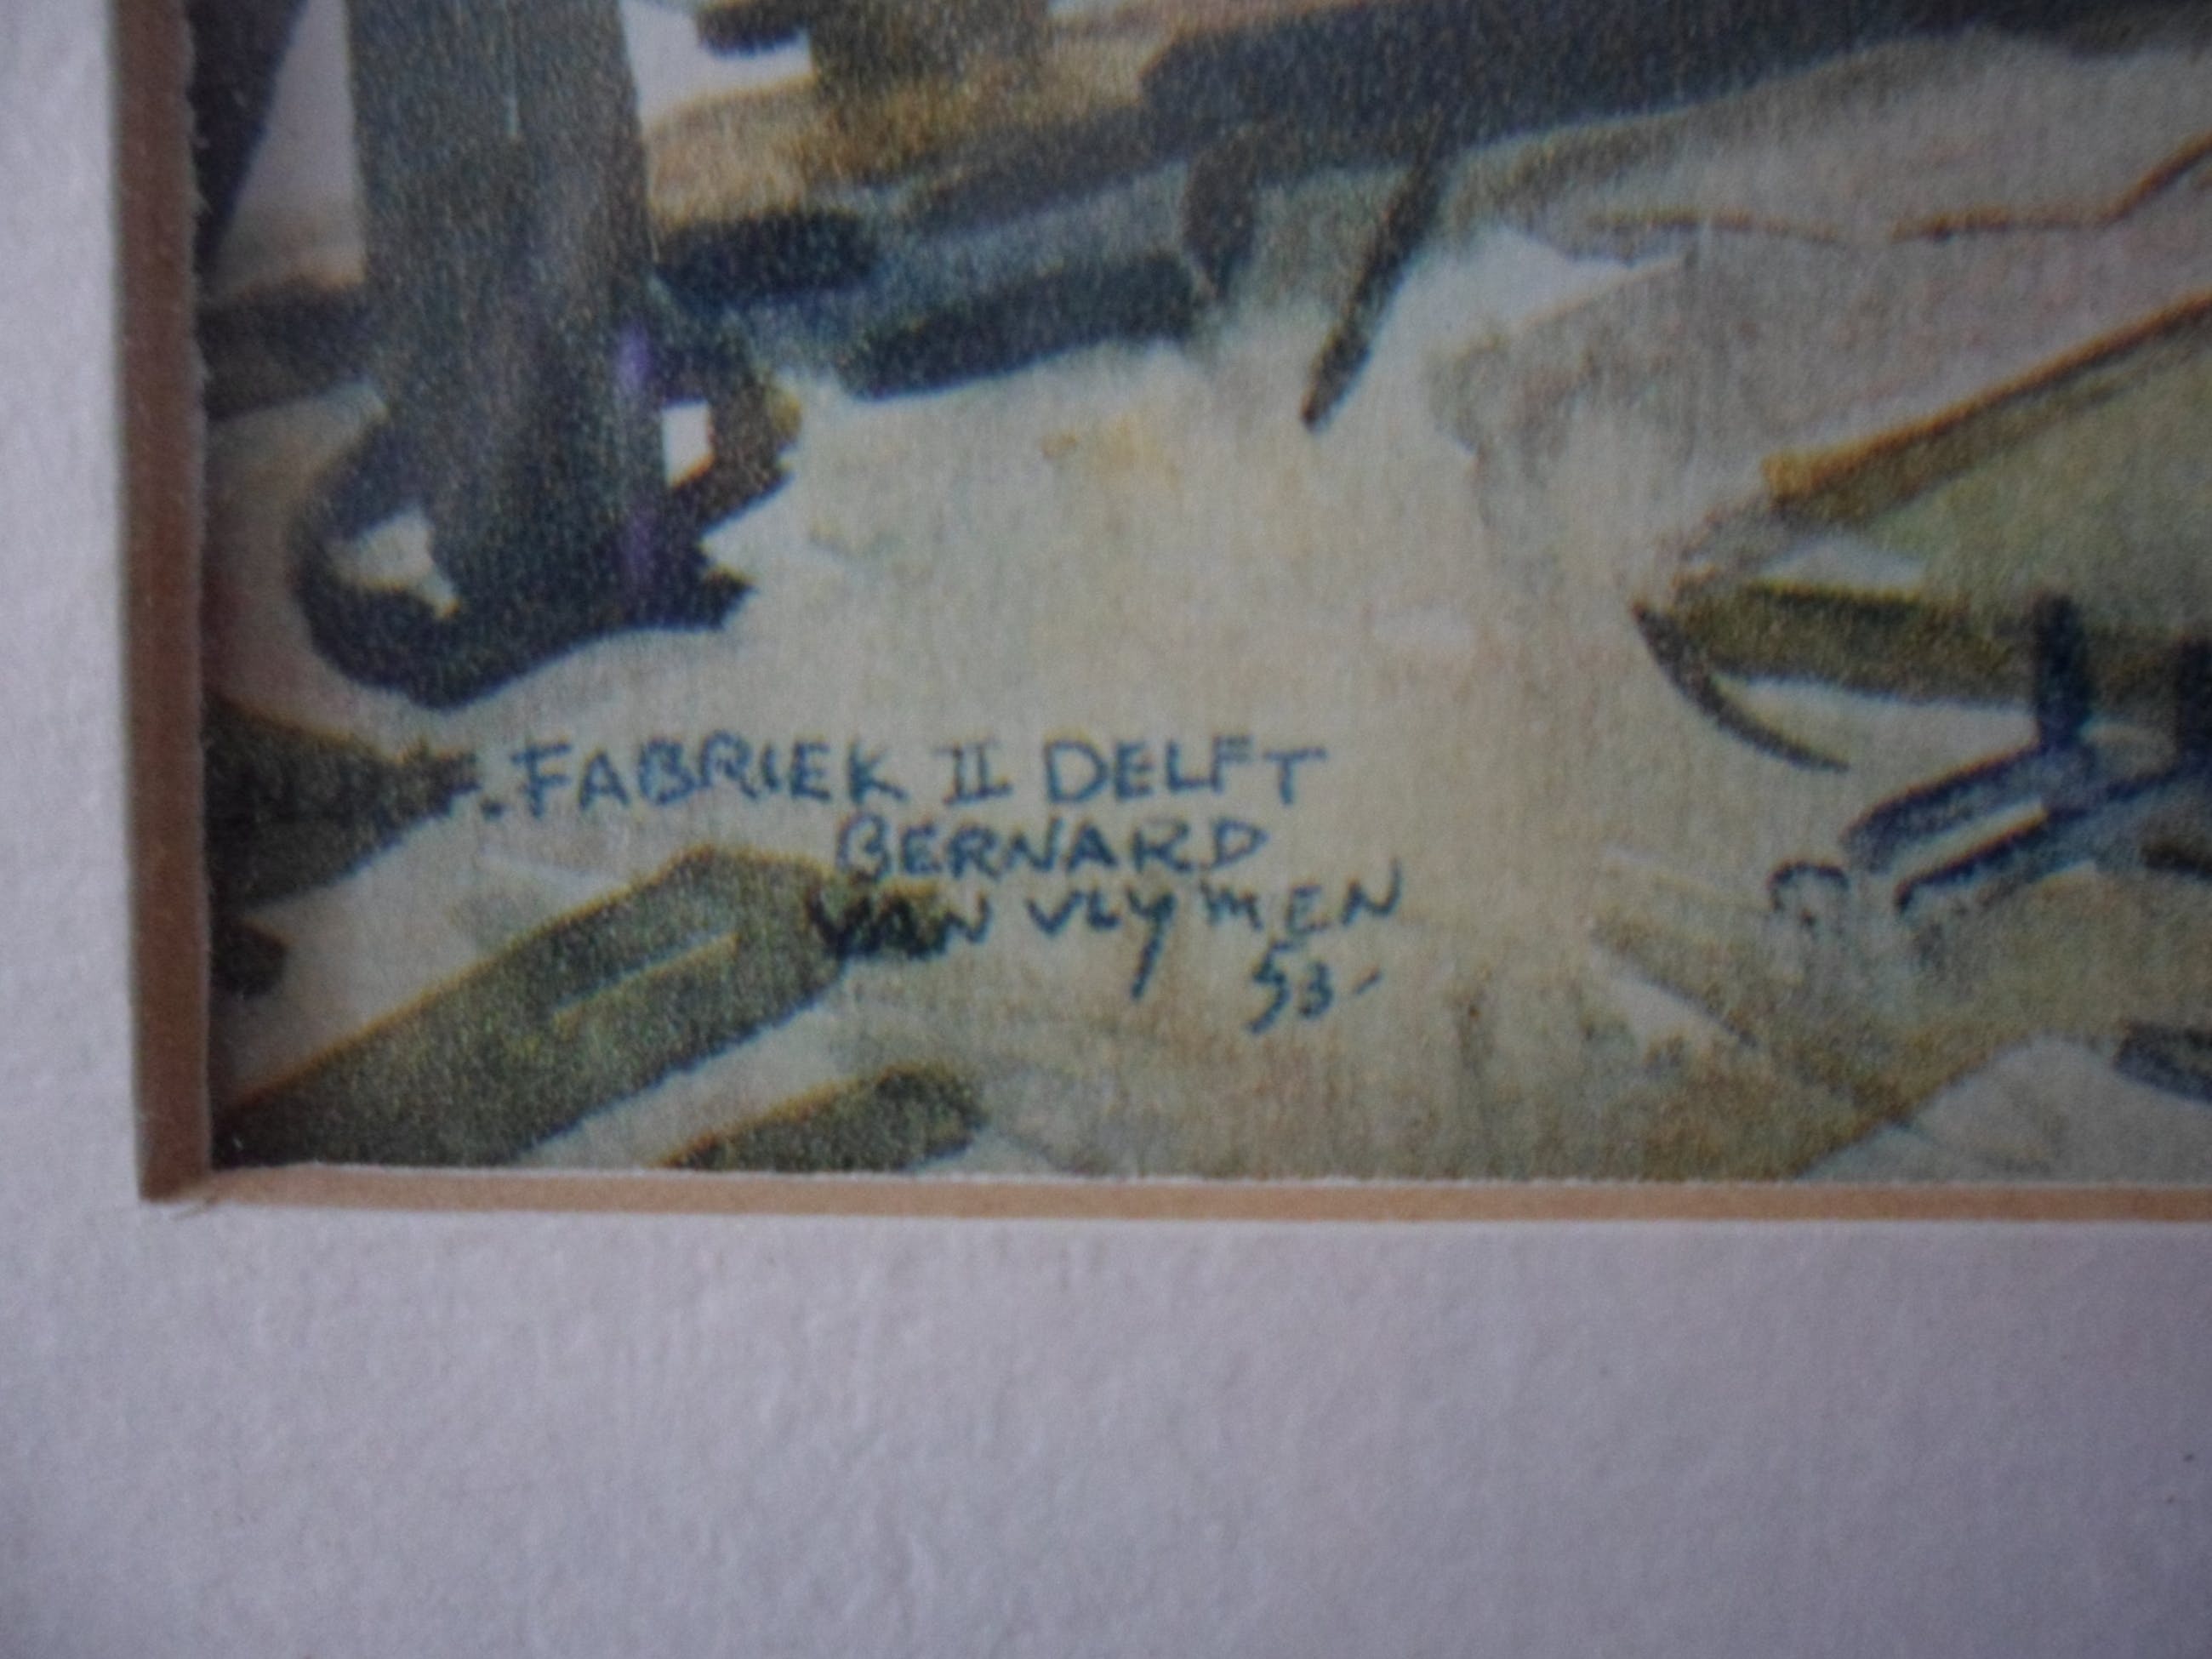 F. FABRIEK II DELFT
BERNARD
VAN VLYMEN
53-